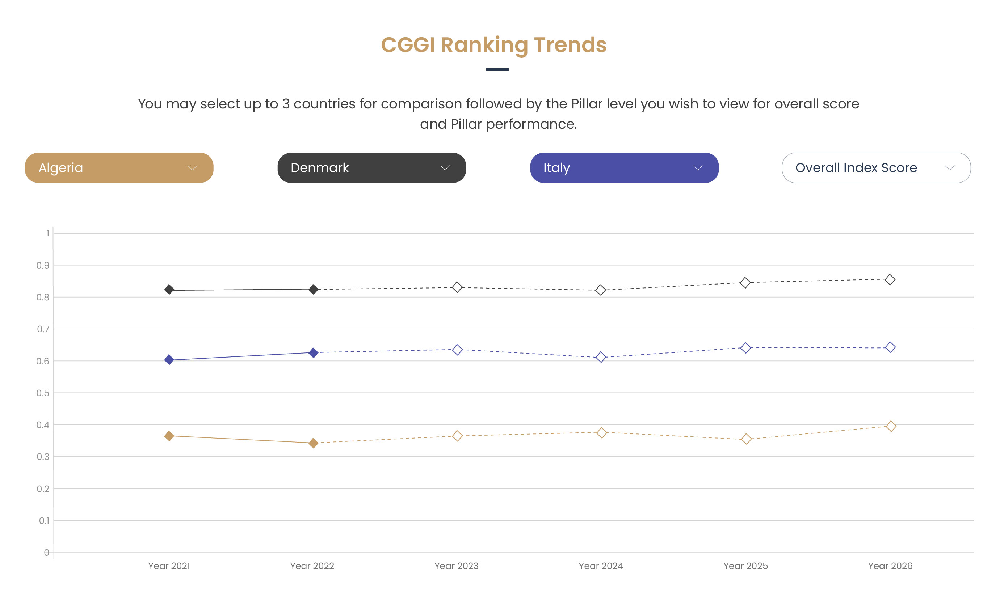 CGGI Ranking Trends
You may select up to 3 countries for comparison followed by the Pillar level you wish to view for overall score
and Pillar performance.
Algeria
Denmark
Italy
Overall Index Score
1
0.9
0.8
0.7
0.6
0.5
0.4
0.3
0.2
0.1
0
Year 2021
Year 2022
Year 2023
Year 2024
Year 2025
Year 2026